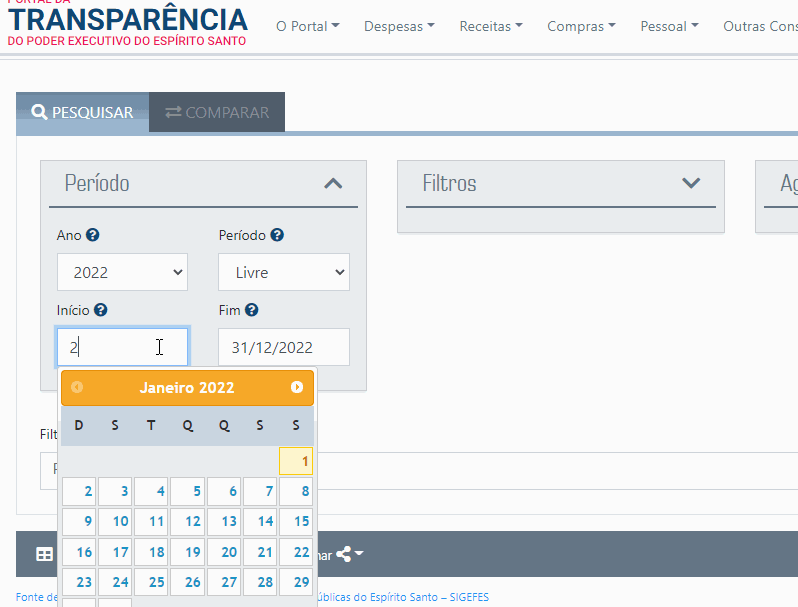 PORTAL DA
TRANSPARÊNCIA
DO PODER EXECUTIVO DO ESPÍRITO SANTO
O Portal Despesas Receitas Compras Pessoal Outras Cons
PESQUISAR COMPARAR
Período Filtros Ag
Ano Período
2022 Livre
Início Fim
2 31/12/2022
Janeiro 2022
D S T Q Q S S
Filt
1
2 3 4 5 6 7 8
9 10 11 12 13 14 15
16 17 18 19 20 21 22
23 24 25 26 27 28 29
nar
Fonte de úblicas do Espírito Santo – SIGEFES